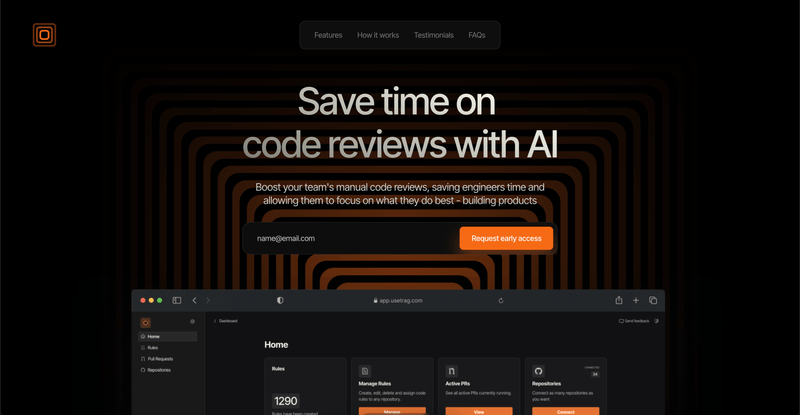 Features How it works Testimonials FAQs
Save time on
code reviews with AI
Boost your team's manual code reviews, saving engineers time and
allowing them to focus on what they do best - building products
name@email.com Request early access
app.usetrag.com
/ Dashboard Send feedback
Home
Rules
Pull Requests
Repositories
Home
Rules
1290
Rules have been created
Manage Rules
Create, edit, delete and assign code
rules to any repository.
Manage
Active PRs
See all active PRs currently running.
View
Repositories
Connect as many repositories as
you want.
Connect